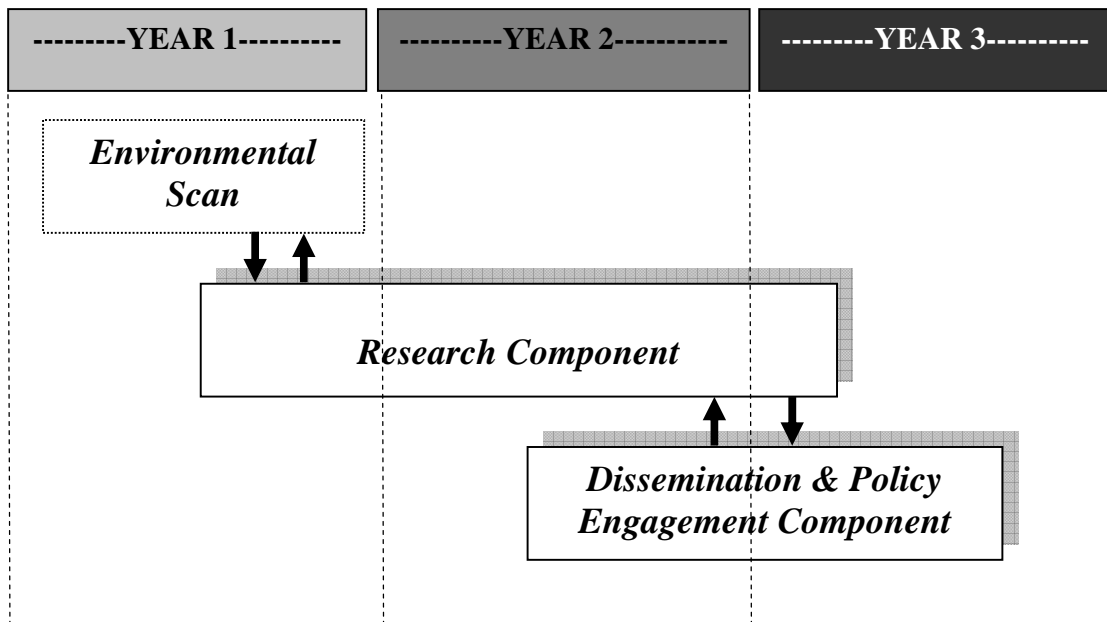 ---------YEAR 1----------
----------YEAR 2-----------
---------YEAR 3----------
Environmental
Scan
Research Component
Dissemination & Policy
Engagement Component